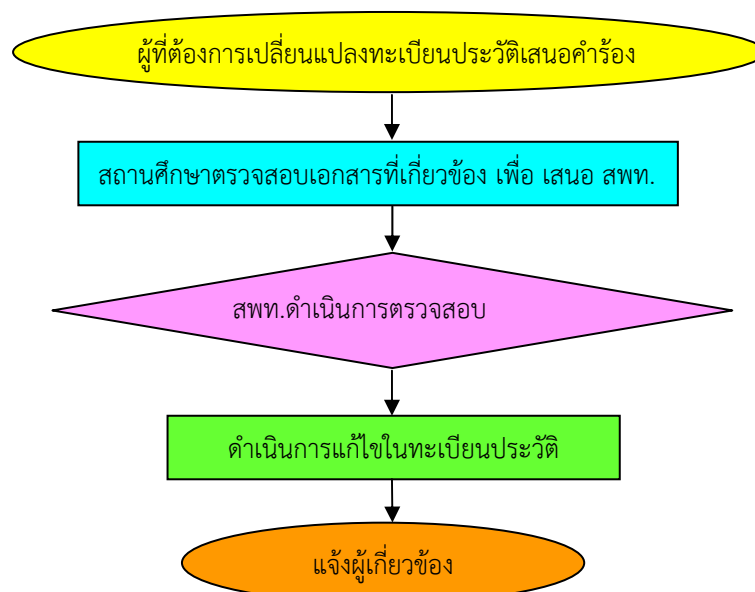 ผู้ที่ต้องการเปลี่ยนแปลงทะเบียนประวัติเสนอคำร้อง
สถานศึกษาตรวจสอบเอกสารที่เกี่ยวข้อง เพื่อ เสนอ สพท.
สพท.ดำเนินการตรวจสอบ
ดำเนินการแก้ไขในทะเบียนประวัติ
แจ้งผู้เกี่ยวข้อง